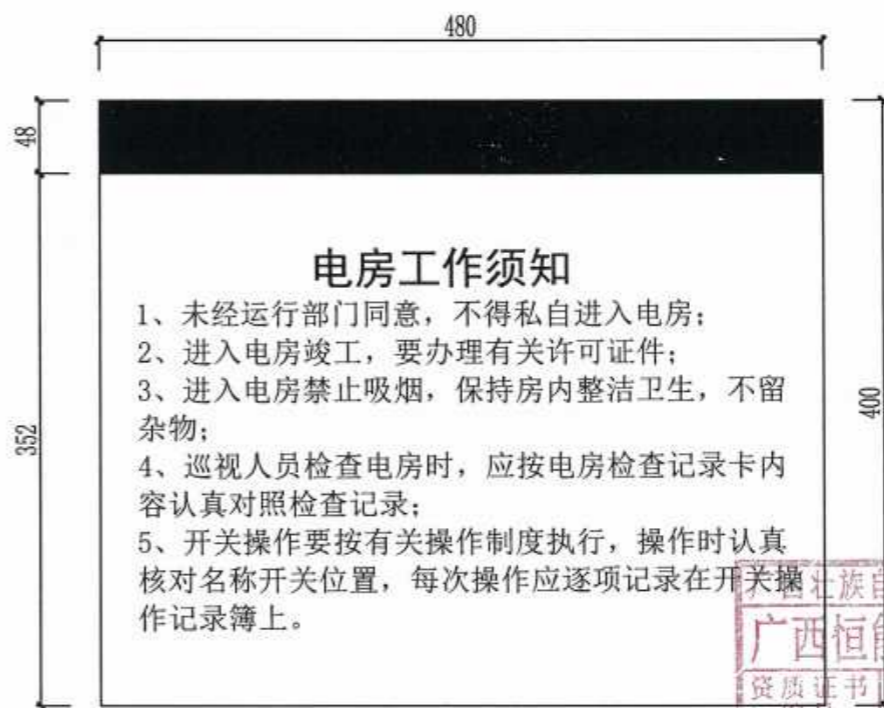 480
48
电房工作须知
1、未经运行部门同意，不得私自进入电房；
2、进入电房竣工，要办理有关许可证件；
3、进入电房禁止吸烟，保持房内整洁卫生，不留
杂物；
352
400
4、巡视人员检查电房时，应按电房检查记录卡内
容认真对照检查记录；
5、开关操作要按有关操作制度执行，操作时认真
核对名称开关位置，每次操作应逐项记录在开关操
作记录簿上。
广西壮族自
广西恒能
资质证书